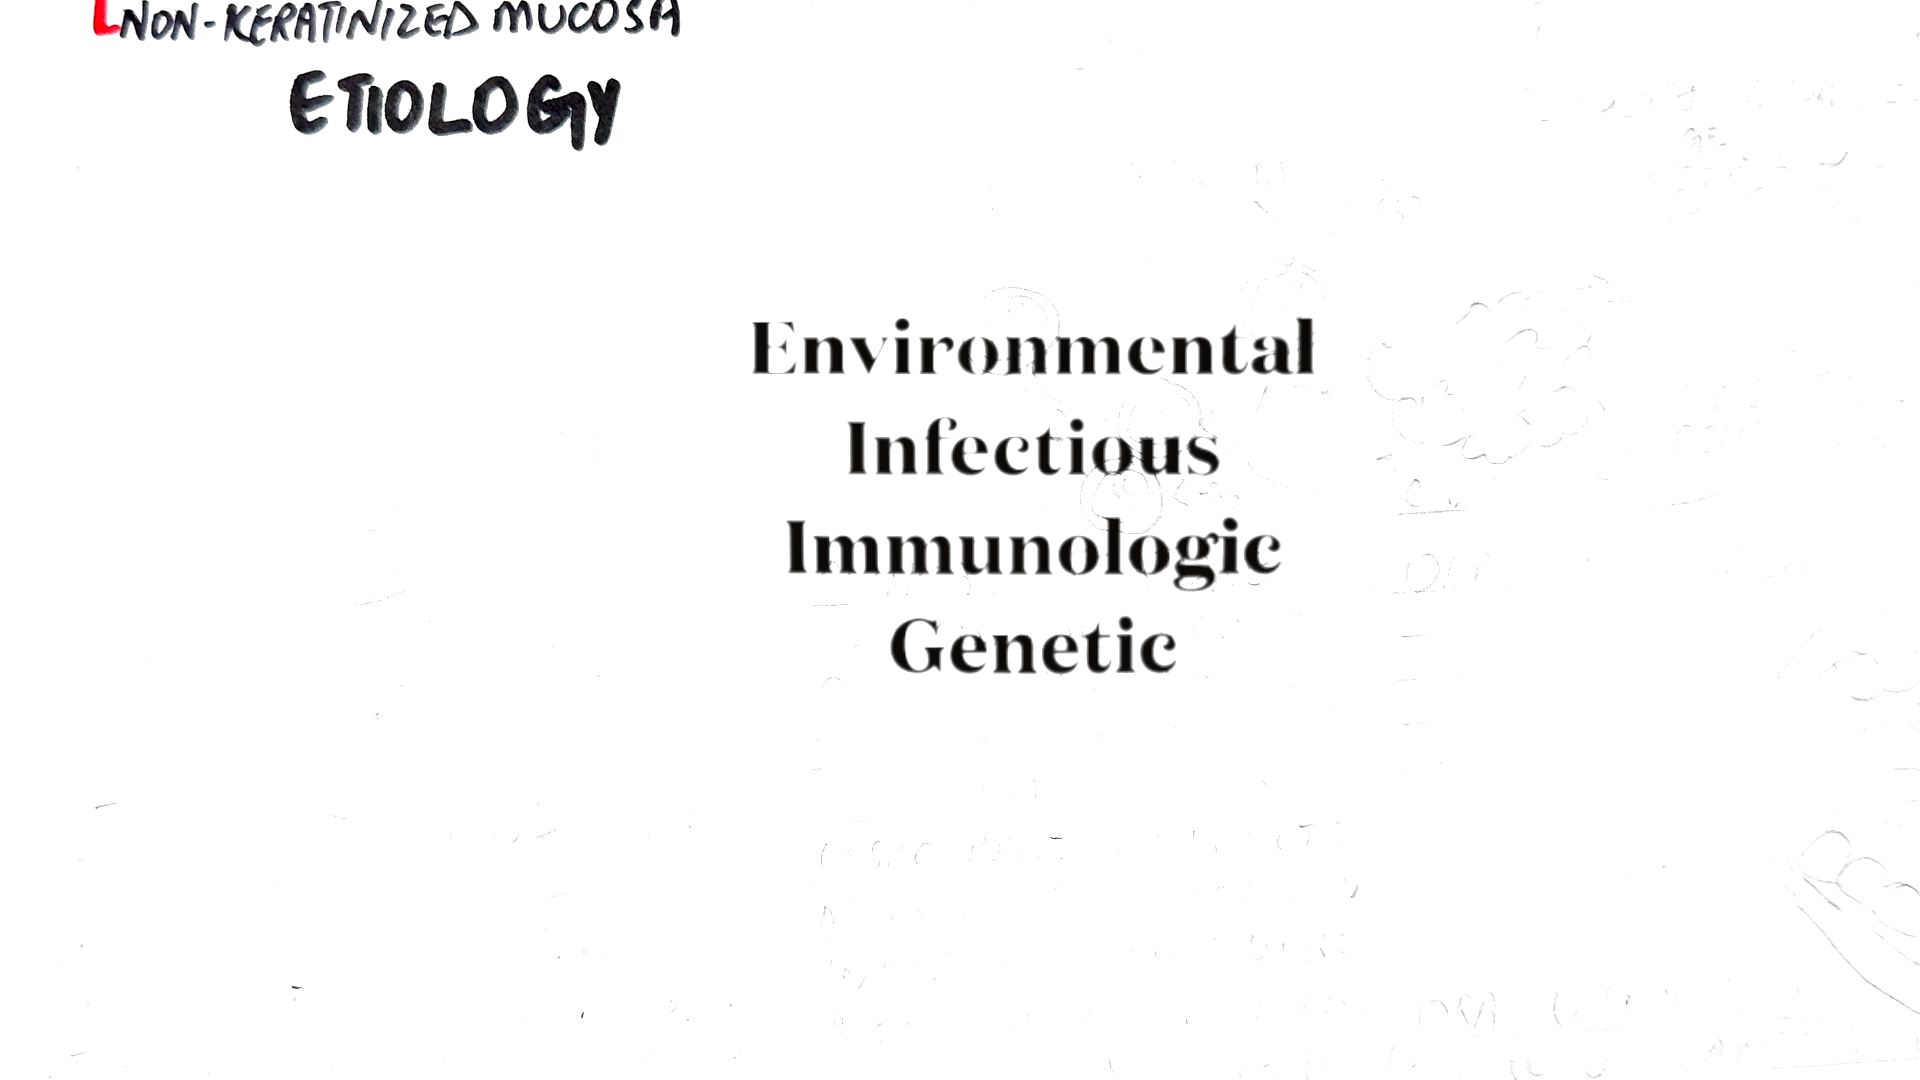 NON-KERATINIZED MUCOSA
ETIOLOGY
Environmental
Infectious
Immunologic
Genetic